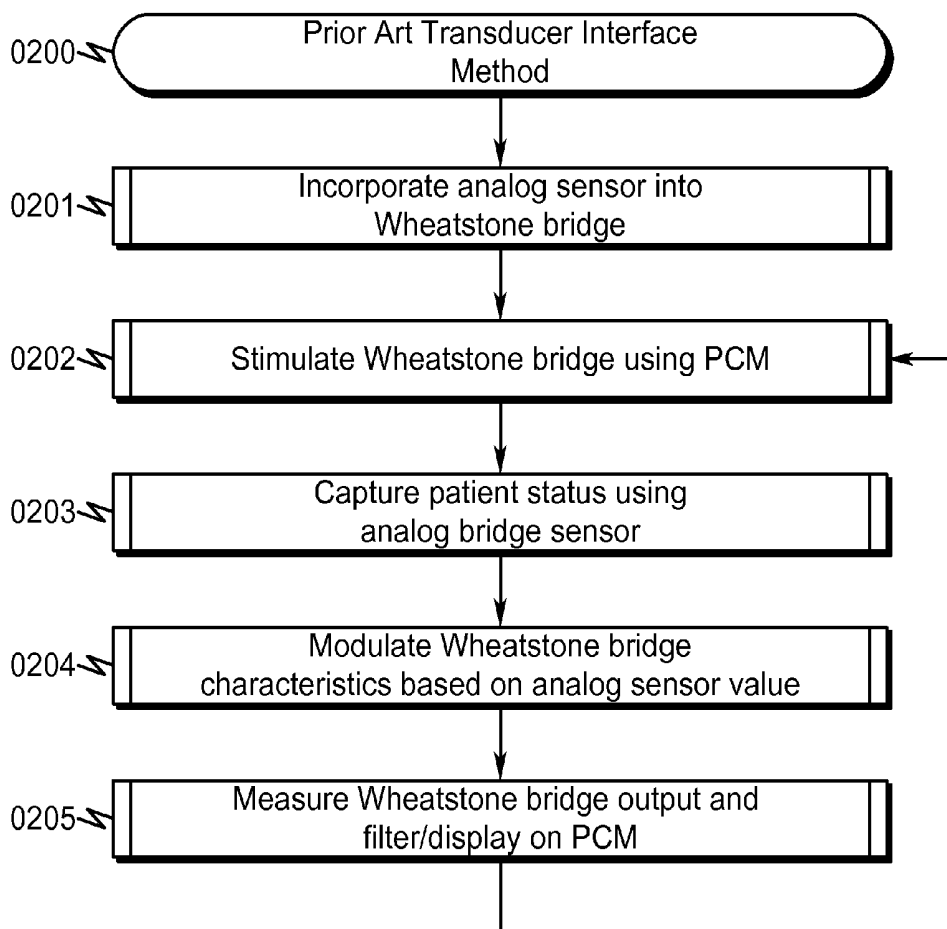 0200
Prior Art Transducer Interface
Method
0201
Incorporate analog sensor into
Wheatstone bridge
0202
Stimulate Wheatstone bridge using PCM
0203
Capture patient status using
analog bridge sensor
0204
Modulate Wheatstone bridge
characteristics based on analog sensor value
0205
Measure Wheatstone bridge output and
filter/display on PCM